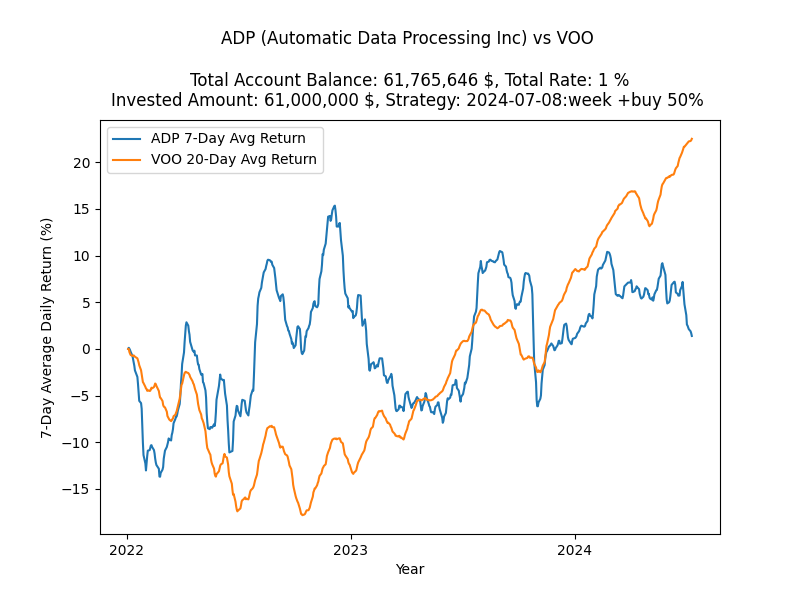 ADP (Automatic Data Processing Inc) vs VOO
Total Account Balance: 61,765,646 $, Total Rate: 1 %
Invested Amount: 61,000,000 $, Strategy: 2024-07-08:week +buy 50%
ADP 7-Day Avg Return
VOO 20-Day Avg Return
7-Day Average Daily Return (%)
20
15
10
5
0
−5
−10
−15
2022
2023
2024
Year